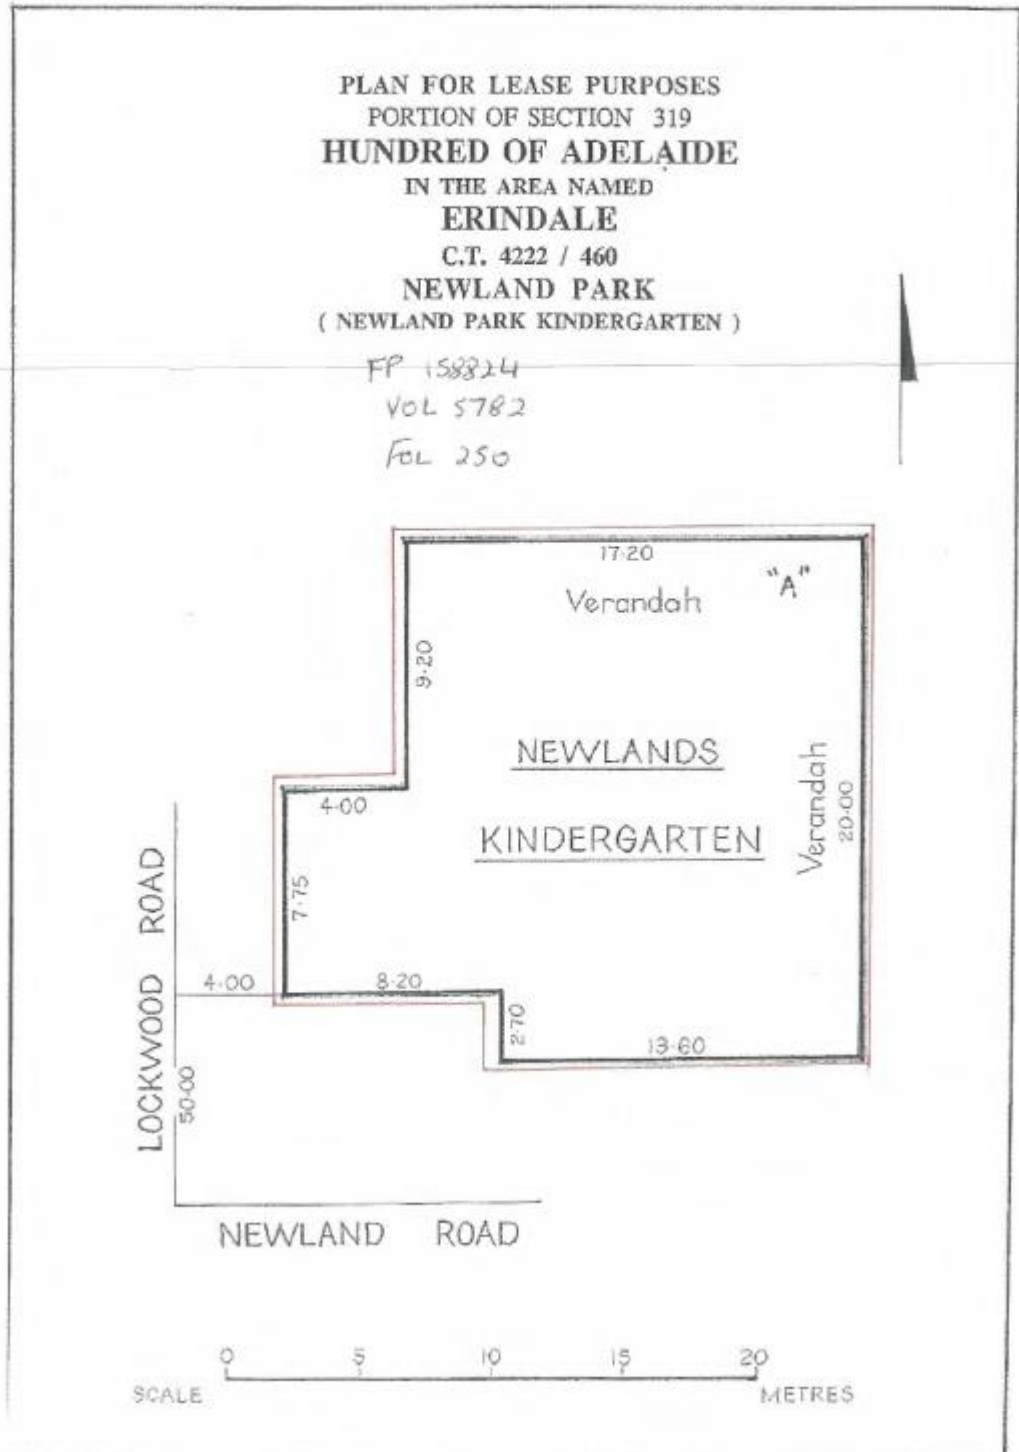 PLAN FOR LEASE PURPOSES
PORTION OF SECTION 319
HUNDRED OF ADELAIDE
IN THE AREA NAMED
ERINDALE
C.T. 4222 / 460
NEWLAND PARK
( NEWLAND PARK KINDERGARTEN )
FP 158824
VOL 5782
FOL 250
17·20
"A"
Verandah
9·20
NEWLANDS
Verandah
20·00
4·00
KINDERGARTEN
7·75
LOCKWOOD ROAD
4·00
8·20
2·70
13·60
50·00
NEWLAND ROAD
0 5 10 15 20
SCALE METRES